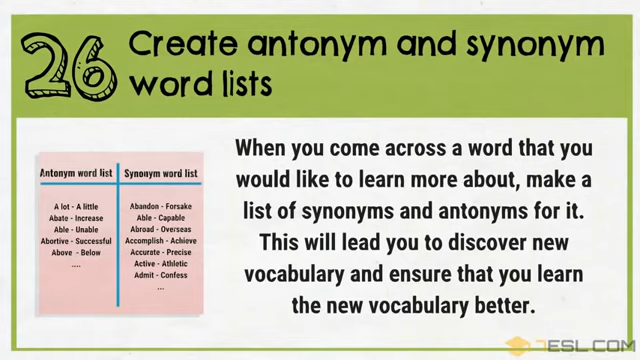 26
Create antonym and synonym
word lists
Antonym word list
A lot - A little
Abate - Increase
Able - Unable
Abortive - Successful
Above - Below
....
Synonym word list
Abandon - Forsake
Able - Capable
Abroad - Overseas
Accomplish - Achieve
Accurate - Precise
Active - Athletic
Admit - Confess
...
When you come across a word that you
would like to learn more about, make a
list of synonyms and antonyms for it.
This will lead you to discover new
vocabulary and ensure that you learn
the new vocabulary better.
7ESL.COM